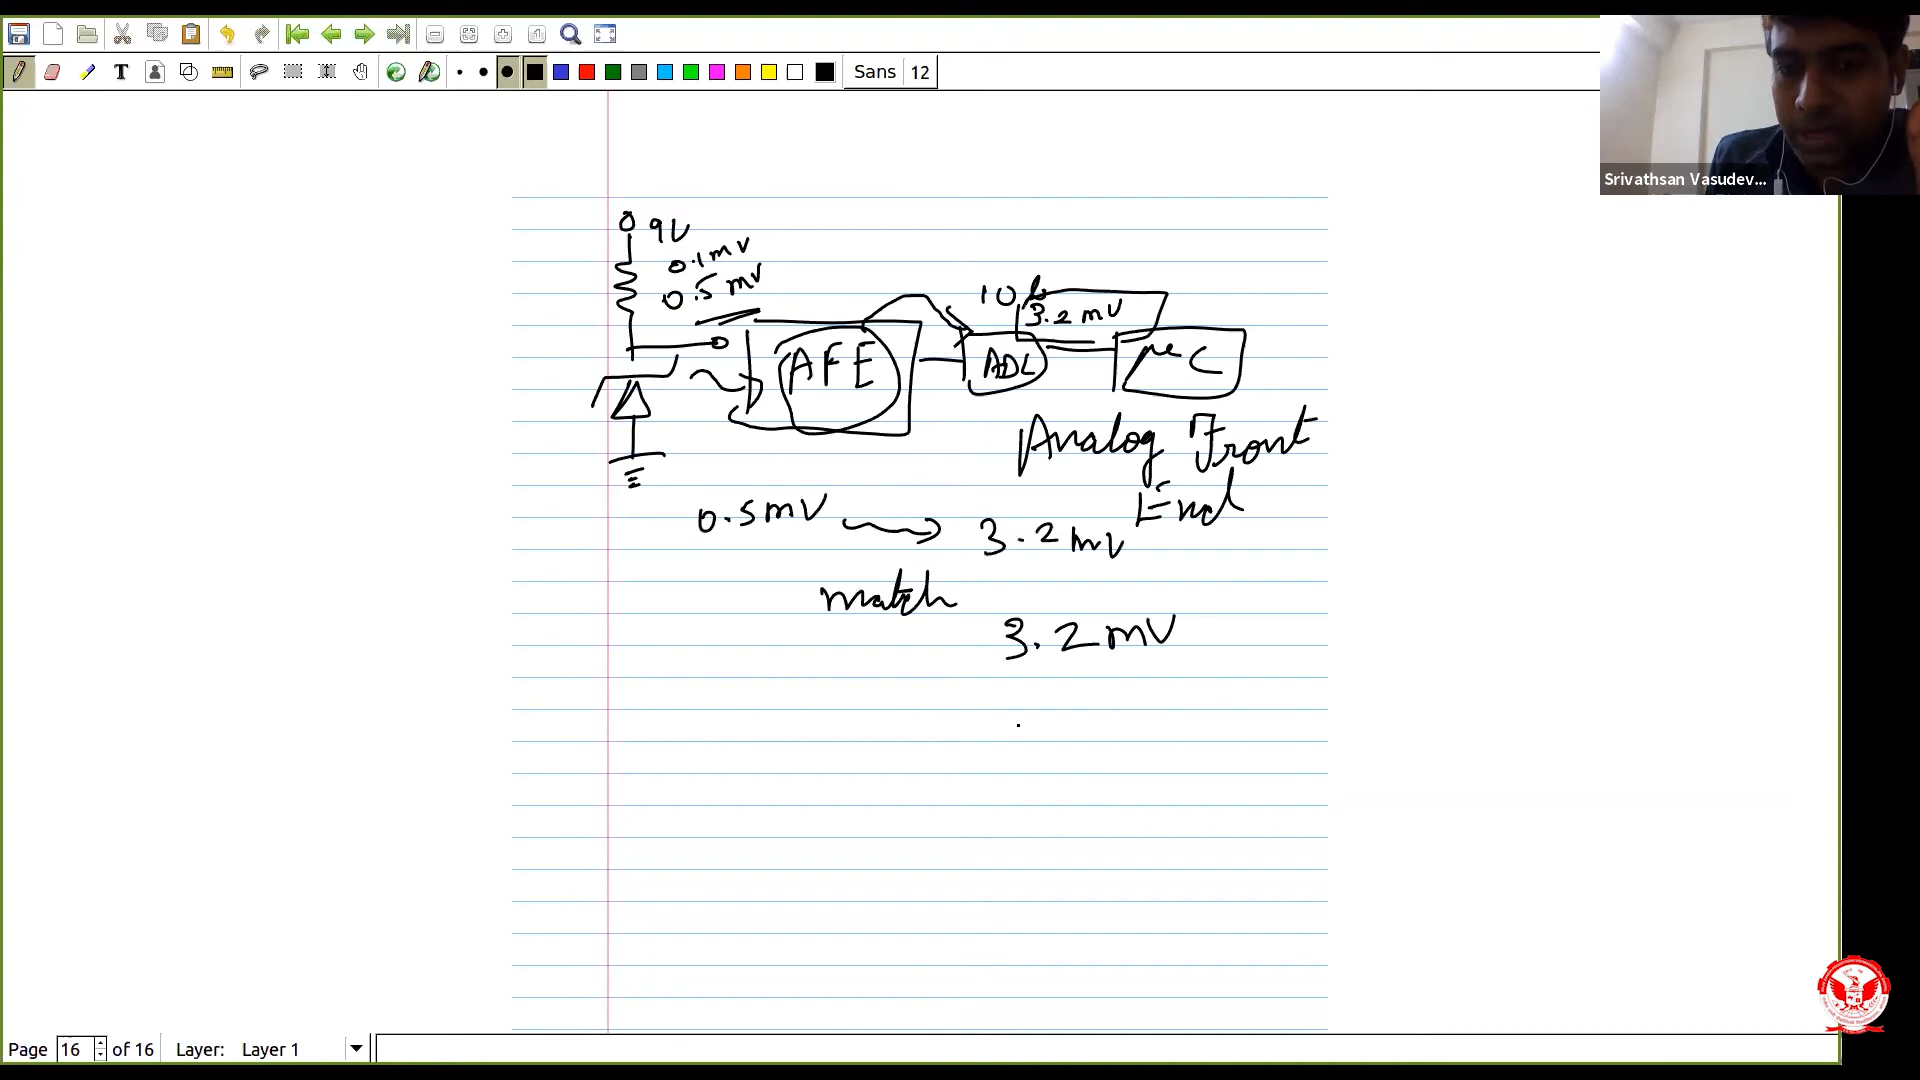 Sans 12
Srivathsan Vasudev...
9V
0.1mV
0.5mV
10b
3.2mV
AFE
ADC
μC
Analog Front
End
0.5mV
3.2mV
match
3.2mV
Page 16 of 16 Layer: Layer 1